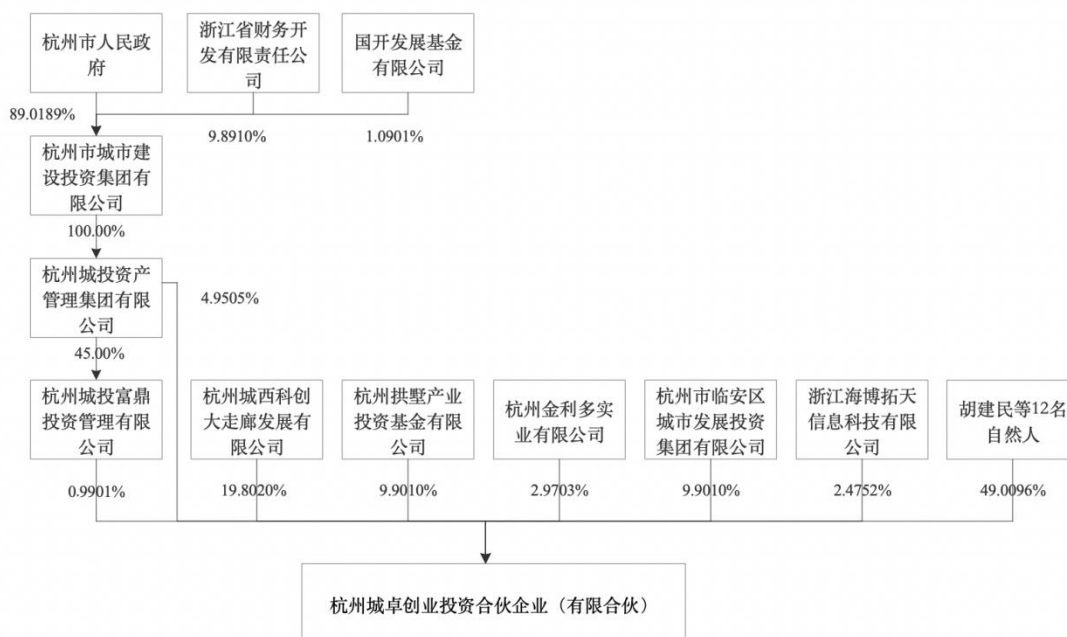 杭州市人民政
府
浙江省财务开
发有限责任公
司
国开发展基金
有限公司
89.0189%
9.8910%
1.0901%
杭州市城市建
设投资集团有
限公司
100.00%
杭州城投资产
管理集团有限
公司
4.9505%
45.00%
杭州城投富鼎
投资管理有限
公司
杭州城西科创
大走廊发展有
限公司
杭州拱墅产业
投资基金有限
公司
杭州金利多实
业有限公司
杭州市临安区
城市发展投资
集团有限公司
浙江海博拓天
信息科技有限
公司
胡建民等12名
自然人
0.9901%
19.8020%
9.9010%
2.9703%
9.9010%
2.4752%
49.0096%
杭州城卓创业投资合伙企业（有限合伙）